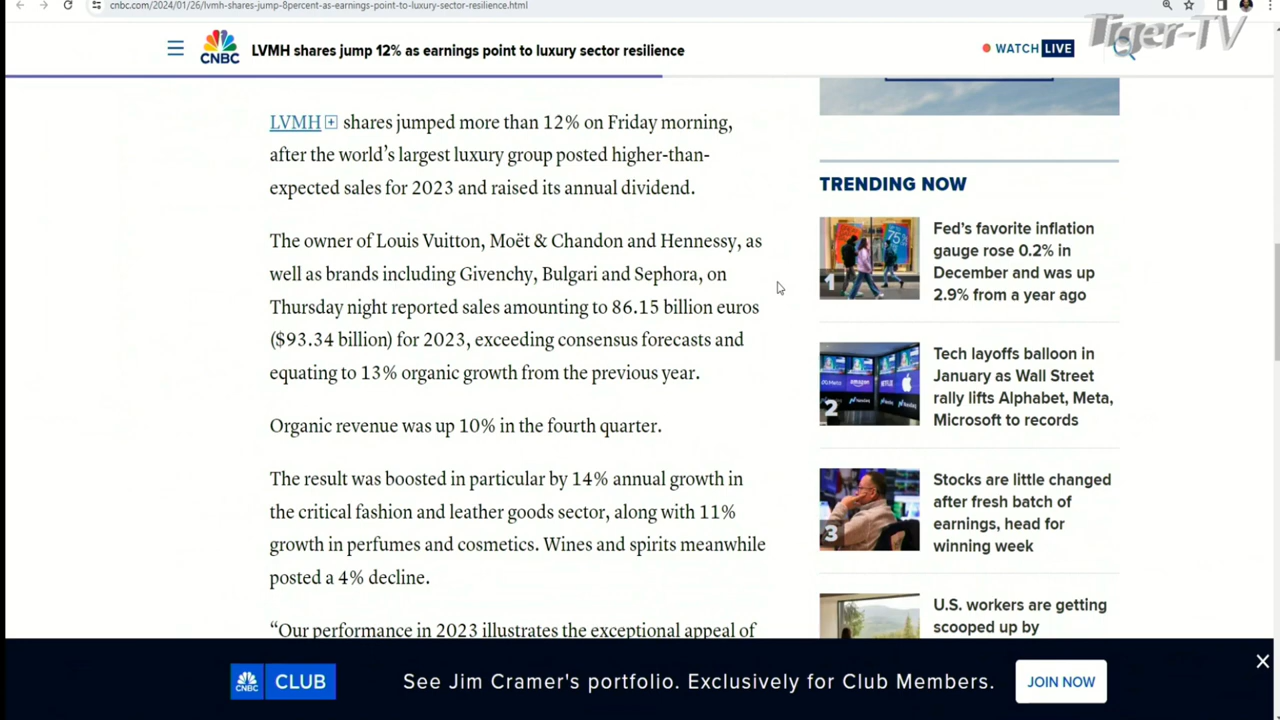 cnbc.com/2024/01/26/lvmh-shares-jump-8percent-as-earnings-point-to-luxury-sector-resilience.html
Tiger-TV
CNBC
LVMH shares jump 12% as earnings point to luxury sector resilience
WATCH LIVE
LVMH shares jumped more than 12% on Friday morning,
after the world’s largest luxury group posted higher-than-
expected sales for 2023 and raised its annual dividend.
The owner of Louis Vuitton, Moët & Chandon and Hennessy, as
well as brands including Givenchy, Bulgari and Sephora, on
Thursday night reported sales amounting to 86.15 billion euros
($93.34 billion) for 2023, exceeding consensus forecasts and
equating to 13% organic growth from the previous year.
Organic revenue was up 10% in the fourth quarter.
The result was boosted in particular by 14% annual growth in
the critical fashion and leather goods sector, along with 11%
growth in perfumes and cosmetics. Wines and spirits meanwhile
posted a 4% decline.
“Our performance in 2023 illustrates the exceptional appeal of
TRENDING NOW
75%
1
Fed’s favorite inflation
gauge rose 0.2% in
December and was up
2.9% from a year ago
2
Tech layoffs balloon in
January as Wall Street
rally lifts Alphabet, Meta,
Microsoft to records
3
Stocks are little changed
after fresh batch of
earnings, head for
winning week
U.S. workers are getting
scooped up by
CNBC CLUB
See Jim Cramer's portfolio. Exclusively for Club Members.
JOIN NOW